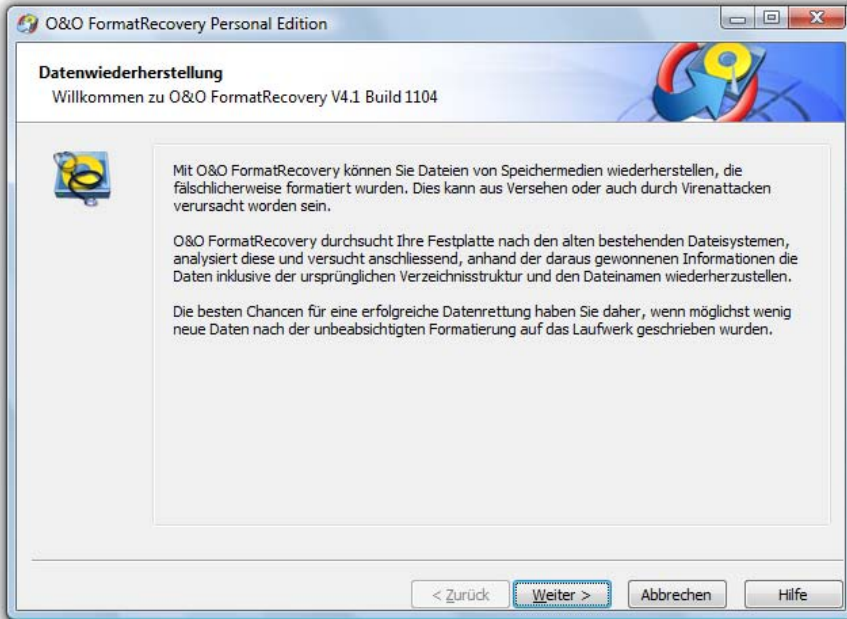 O&O FormatRecovery Personal Edition
Datenwiederherstellung
Willkommen zu O&O FormatRecovery V4.1 Build 1104
Mit O&O FormatRecovery können Sie Dateien von Speichermedien wiederherstellen, die
fälschlicherweise formatiert wurden. Dies kann aus Versehen oder auch durch Virenattacken
verursacht worden sein.
O&O FormatRecovery durchsucht Ihre Festplatte nach den alten bestehenden Dateisystemen,
analysiert diese und versucht anschliessend, anhand der daraus gewonnenen Informationen die
Daten inklusive der ursprünglichen Verzeichnisstruktur und den Dateinamen wiederherzustellen.
Die besten Chancen für eine erfolgreiche Datenrettung haben Sie daher, wenn möglichst wenig
neue Daten nach der unbeabsichtigten Formatierung auf das Laufwerk geschrieben wurden.
< Zurück Weiter > Abbrechen Hilfe